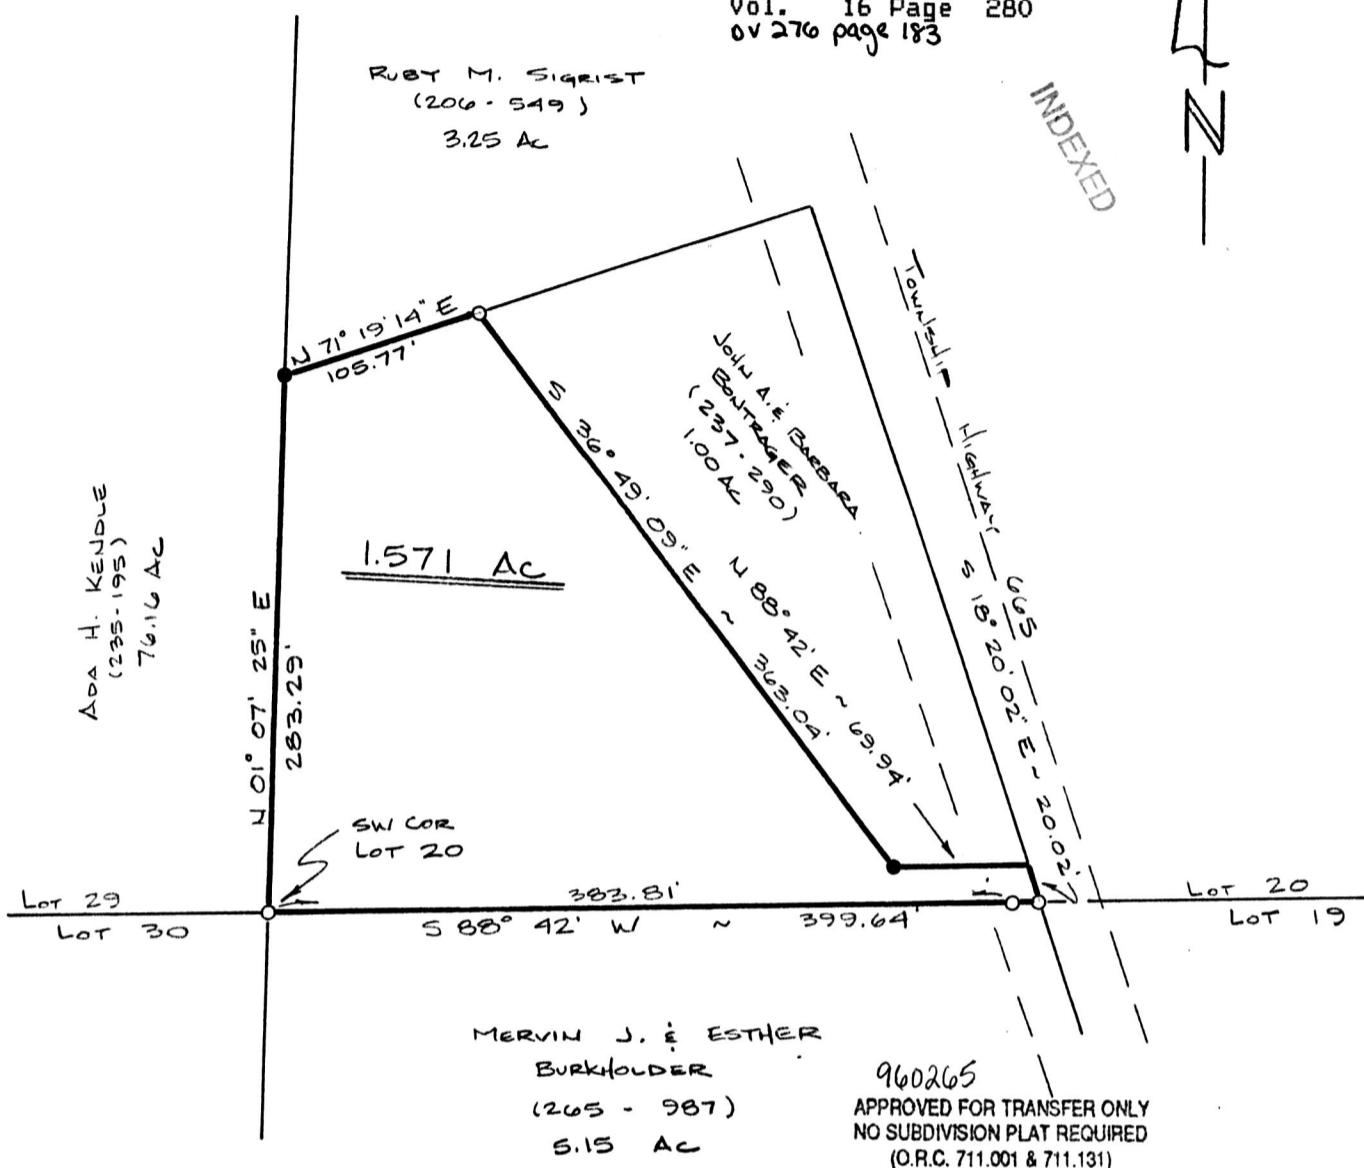 Vol. 16 Page 280
OV 276 page 183
RUBY M. SIGRIST
(206 - 549)
3.25 Ac
INDEXED
N
N 71° 19' 14" E
105.77'
TOWNSHIP HIGHWAY 665
JOHN A. & BARBARA
BONTRAGER
(237 - 290)
1.00 Ac
S 36° 49' 09" E ~ 363.04'
N 88° 42' E ~ 69.94'
S 18° 20' 02" E ~ 20.02'
1.571 Ac
ADA H. KENDLE
(235-195)
76.16 Ac
N 01° 07' 25" E
283.29'
SW COR
LOT 20
LOT 29
LOT 30
383.81'
S 88° 42' W ~ 399.64'
LOT 20
LOT 19
MERVIN J. & ESTHER
BURKHOLDER
(265 - 987)
5.15 Ac
960265
APPROVED FOR TRANSFER ONLY
NO SUBDIVISION PLAT REQUIRED
(O.R.C. 711.001 & 711.131)